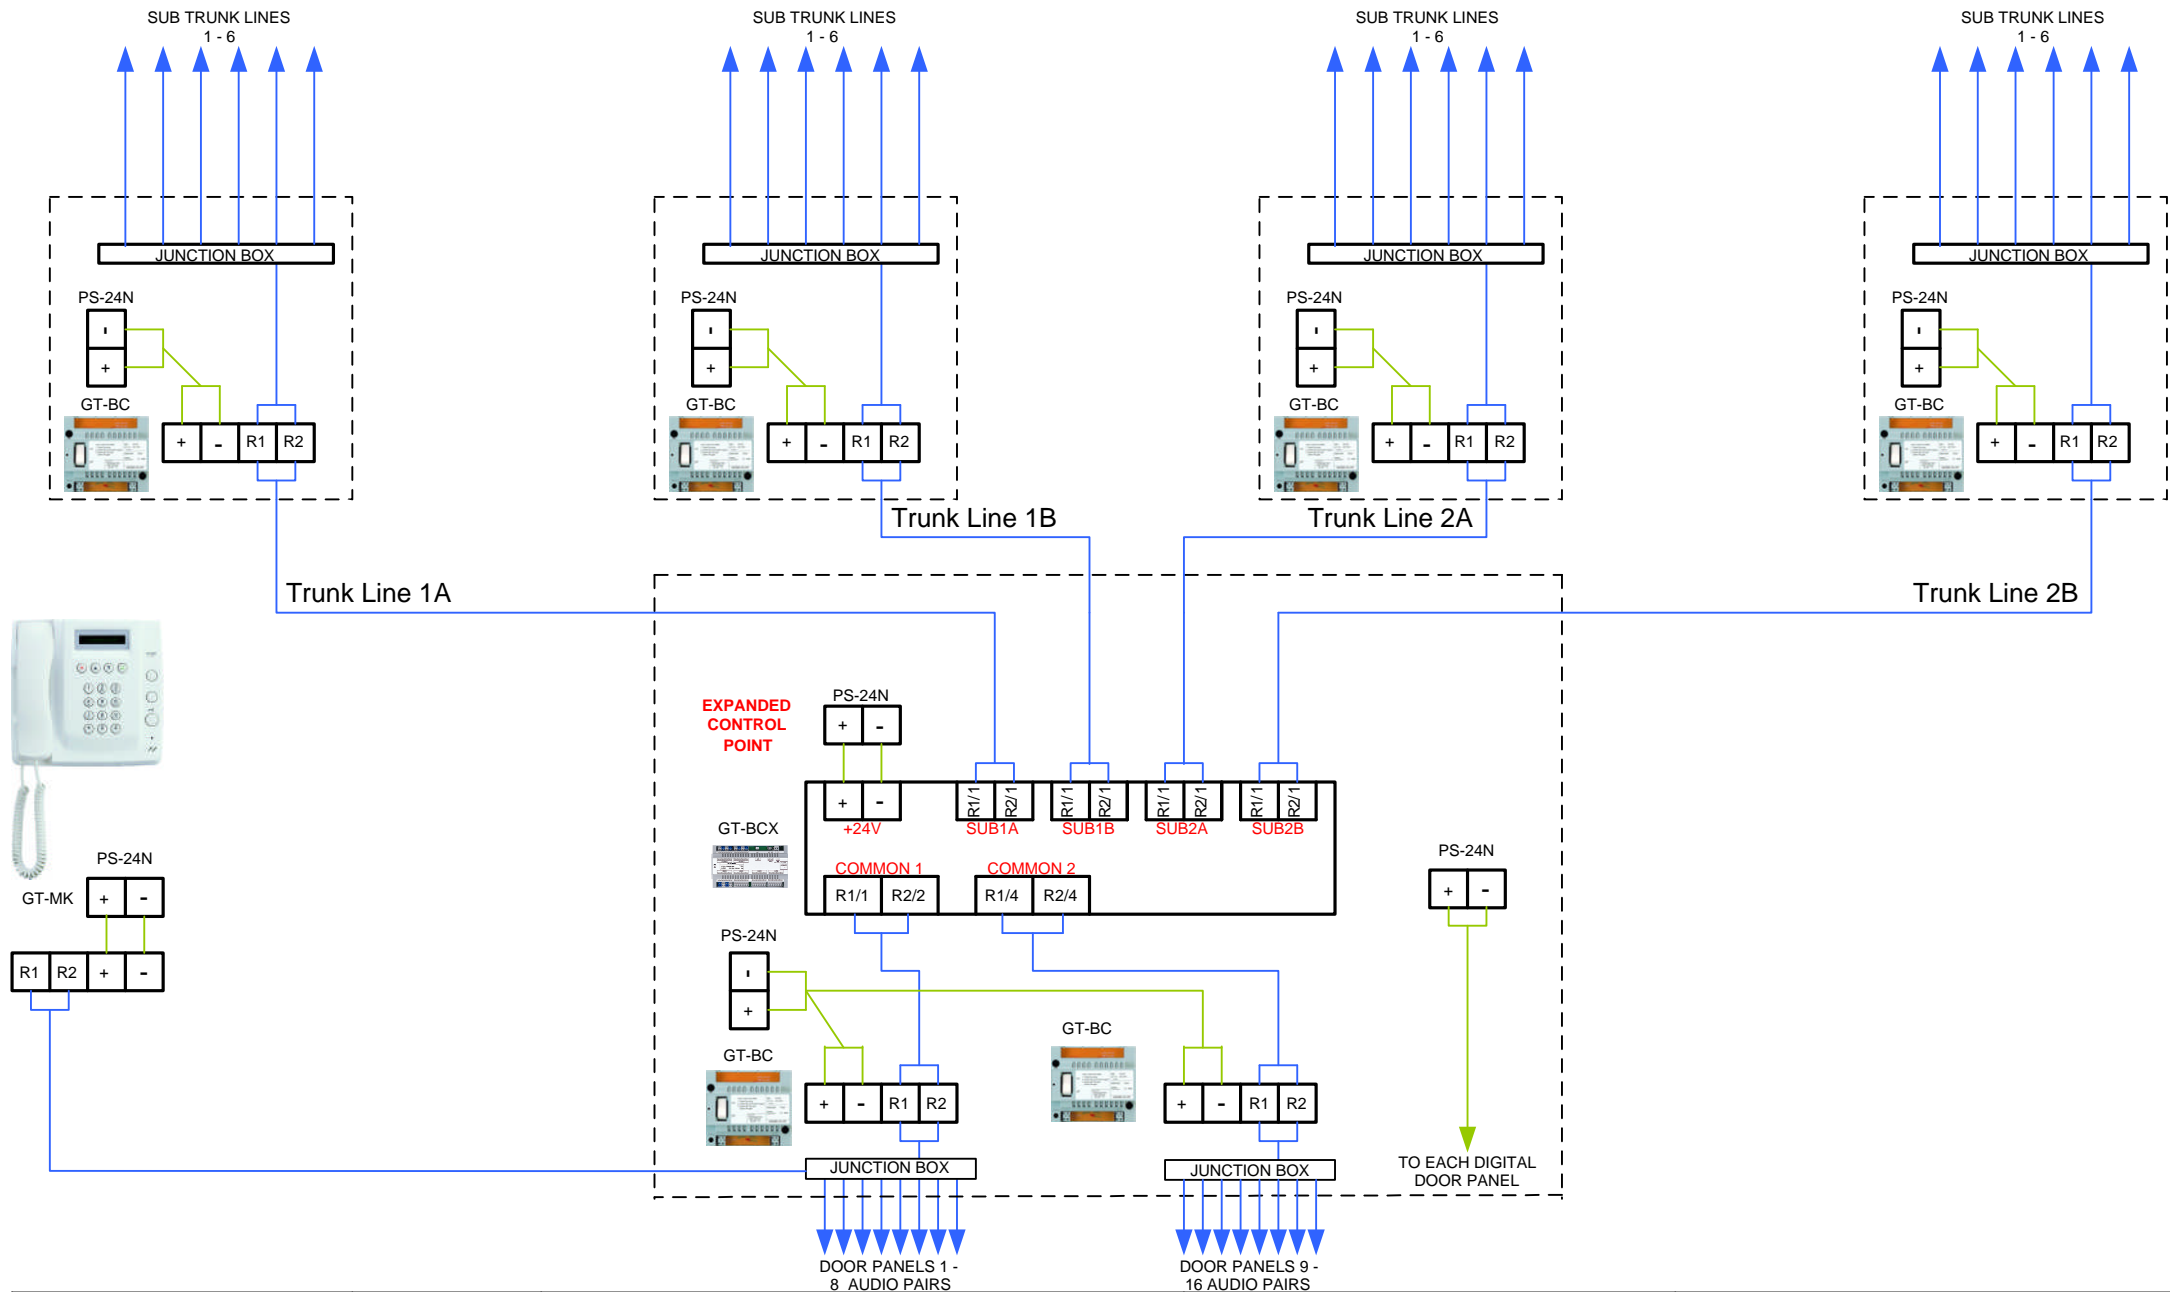 SUB TRUNK LINES
1 - 6
SUB TRUNK LINES
1 - 6
SUB TRUNK LINES
1 - 6
SUB TRUNK LINES
1 - 6
JUNCTION BOX
JUNCTION BOX
JUNCTION BOX
JUNCTION BOX
PS-24N
-
+
GT-BC
+ - R1 R2
PS-24N
-
+
GT-BC
+ - R1 R2
PS-24N
-
+
GT-BC
+ - R1 R2
PS-24N
-
+
GT-BC
+ - R1 R2
Trunk Line 1B
Trunk Line 2A
Trunk Line 1A
Trunk Line 2B
EXPANDED
CONTROL
POINT
PS-24N
+ -
+ -
+24V
R1/1 R2/1
SUB1A
R1/1 R2/1
SUB1B
R1/1 R2/1
SUB2A
R1/1 R2/1
SUB2B
GT-BCX
COMMON 1
R1/1 R2/2
COMMON 2
R1/4 R2/4
PS-24N
GT-MK
+ -
R1 R2 + -
PS-24N
+ -
PS-24N
-
+
GT-BC
+ - R1 R2
GT-BC
+ - R1 R2
JUNCTION BOX
JUNCTION BOX
TO EACH DIGITAL
DOOR PANEL
DOOR PANELS 1 -
8 AUDIO PAIRS
DOOR PANELS 9 -
16 AUDIO PAIRS